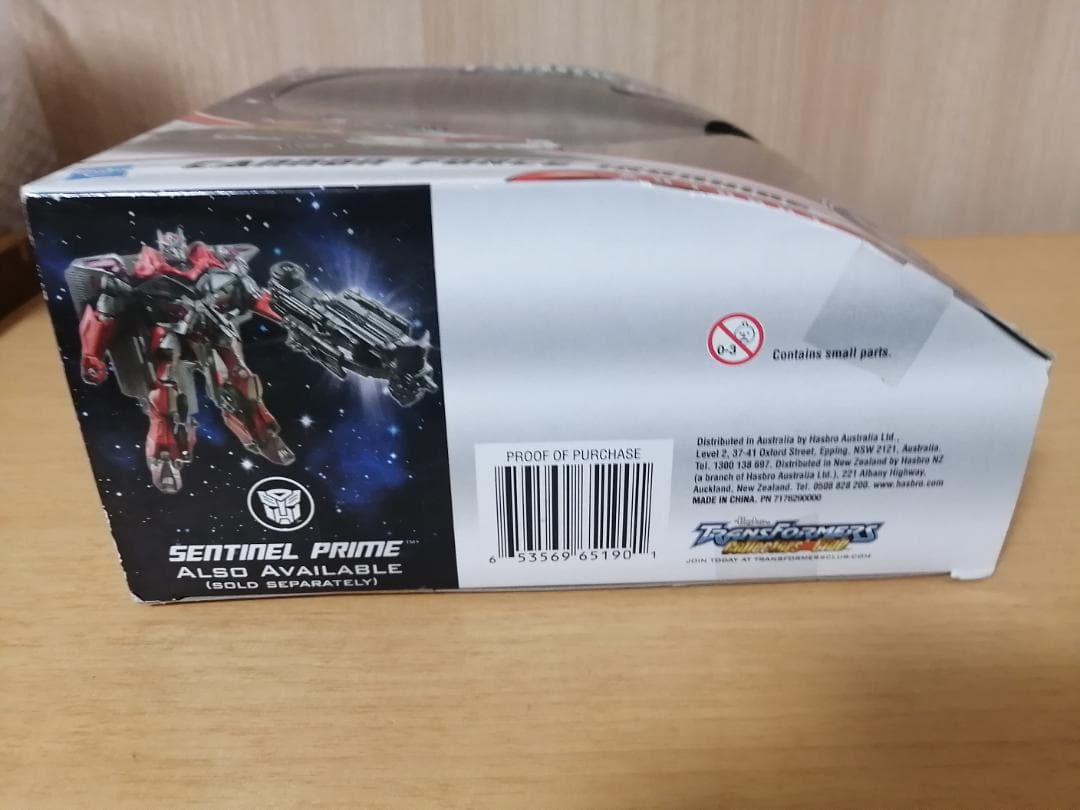 SENTINEL PRIME™
ALSO AVAILABLE
(SOLD SEPARATELY)
PROOF OF PURCHASE
6 53569 65190 1
0-3
Contains small parts.
Distributed in Australia by Hasbro Australia Ltd.,
Level 2, 37-41 Oxford Street, Epping, NSW 2121, Australia.
Tel. 1300 138 697. Distributed in New Zealand by Hasbro NZ
(a branch of Hasbro Australia Ltd.), 221 Albany Highway,
Auckland, New Zealand. Tel. 0508 828 200. www.hasbro.com
MADE IN CHINA. PN 7176290000
Hasbro
TRANSFORMERS
Collectors Club
JOIN TODAY AT TRANSFORMERSCLUB.COM